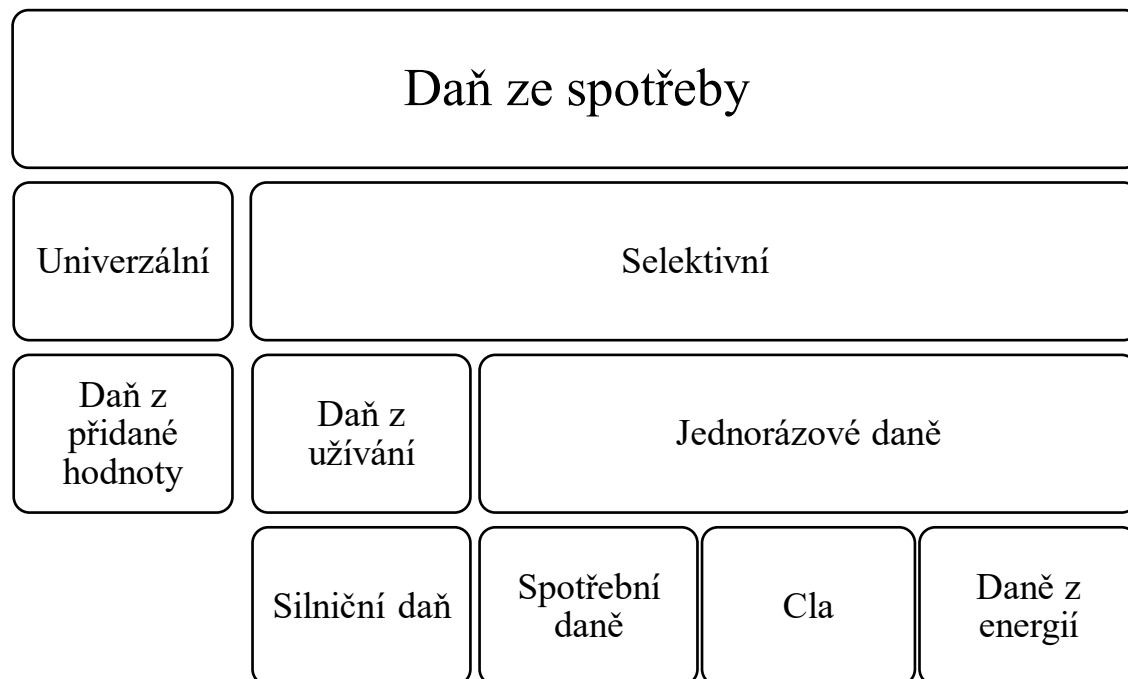 Daň ze spotřeby
Univerzální
Selektivní
Daň z
přidané
hodnoty
Daň z
užívání
Jednorázové daně
Silniční daň
Spotřební
daně
Cla
Daně z
energií